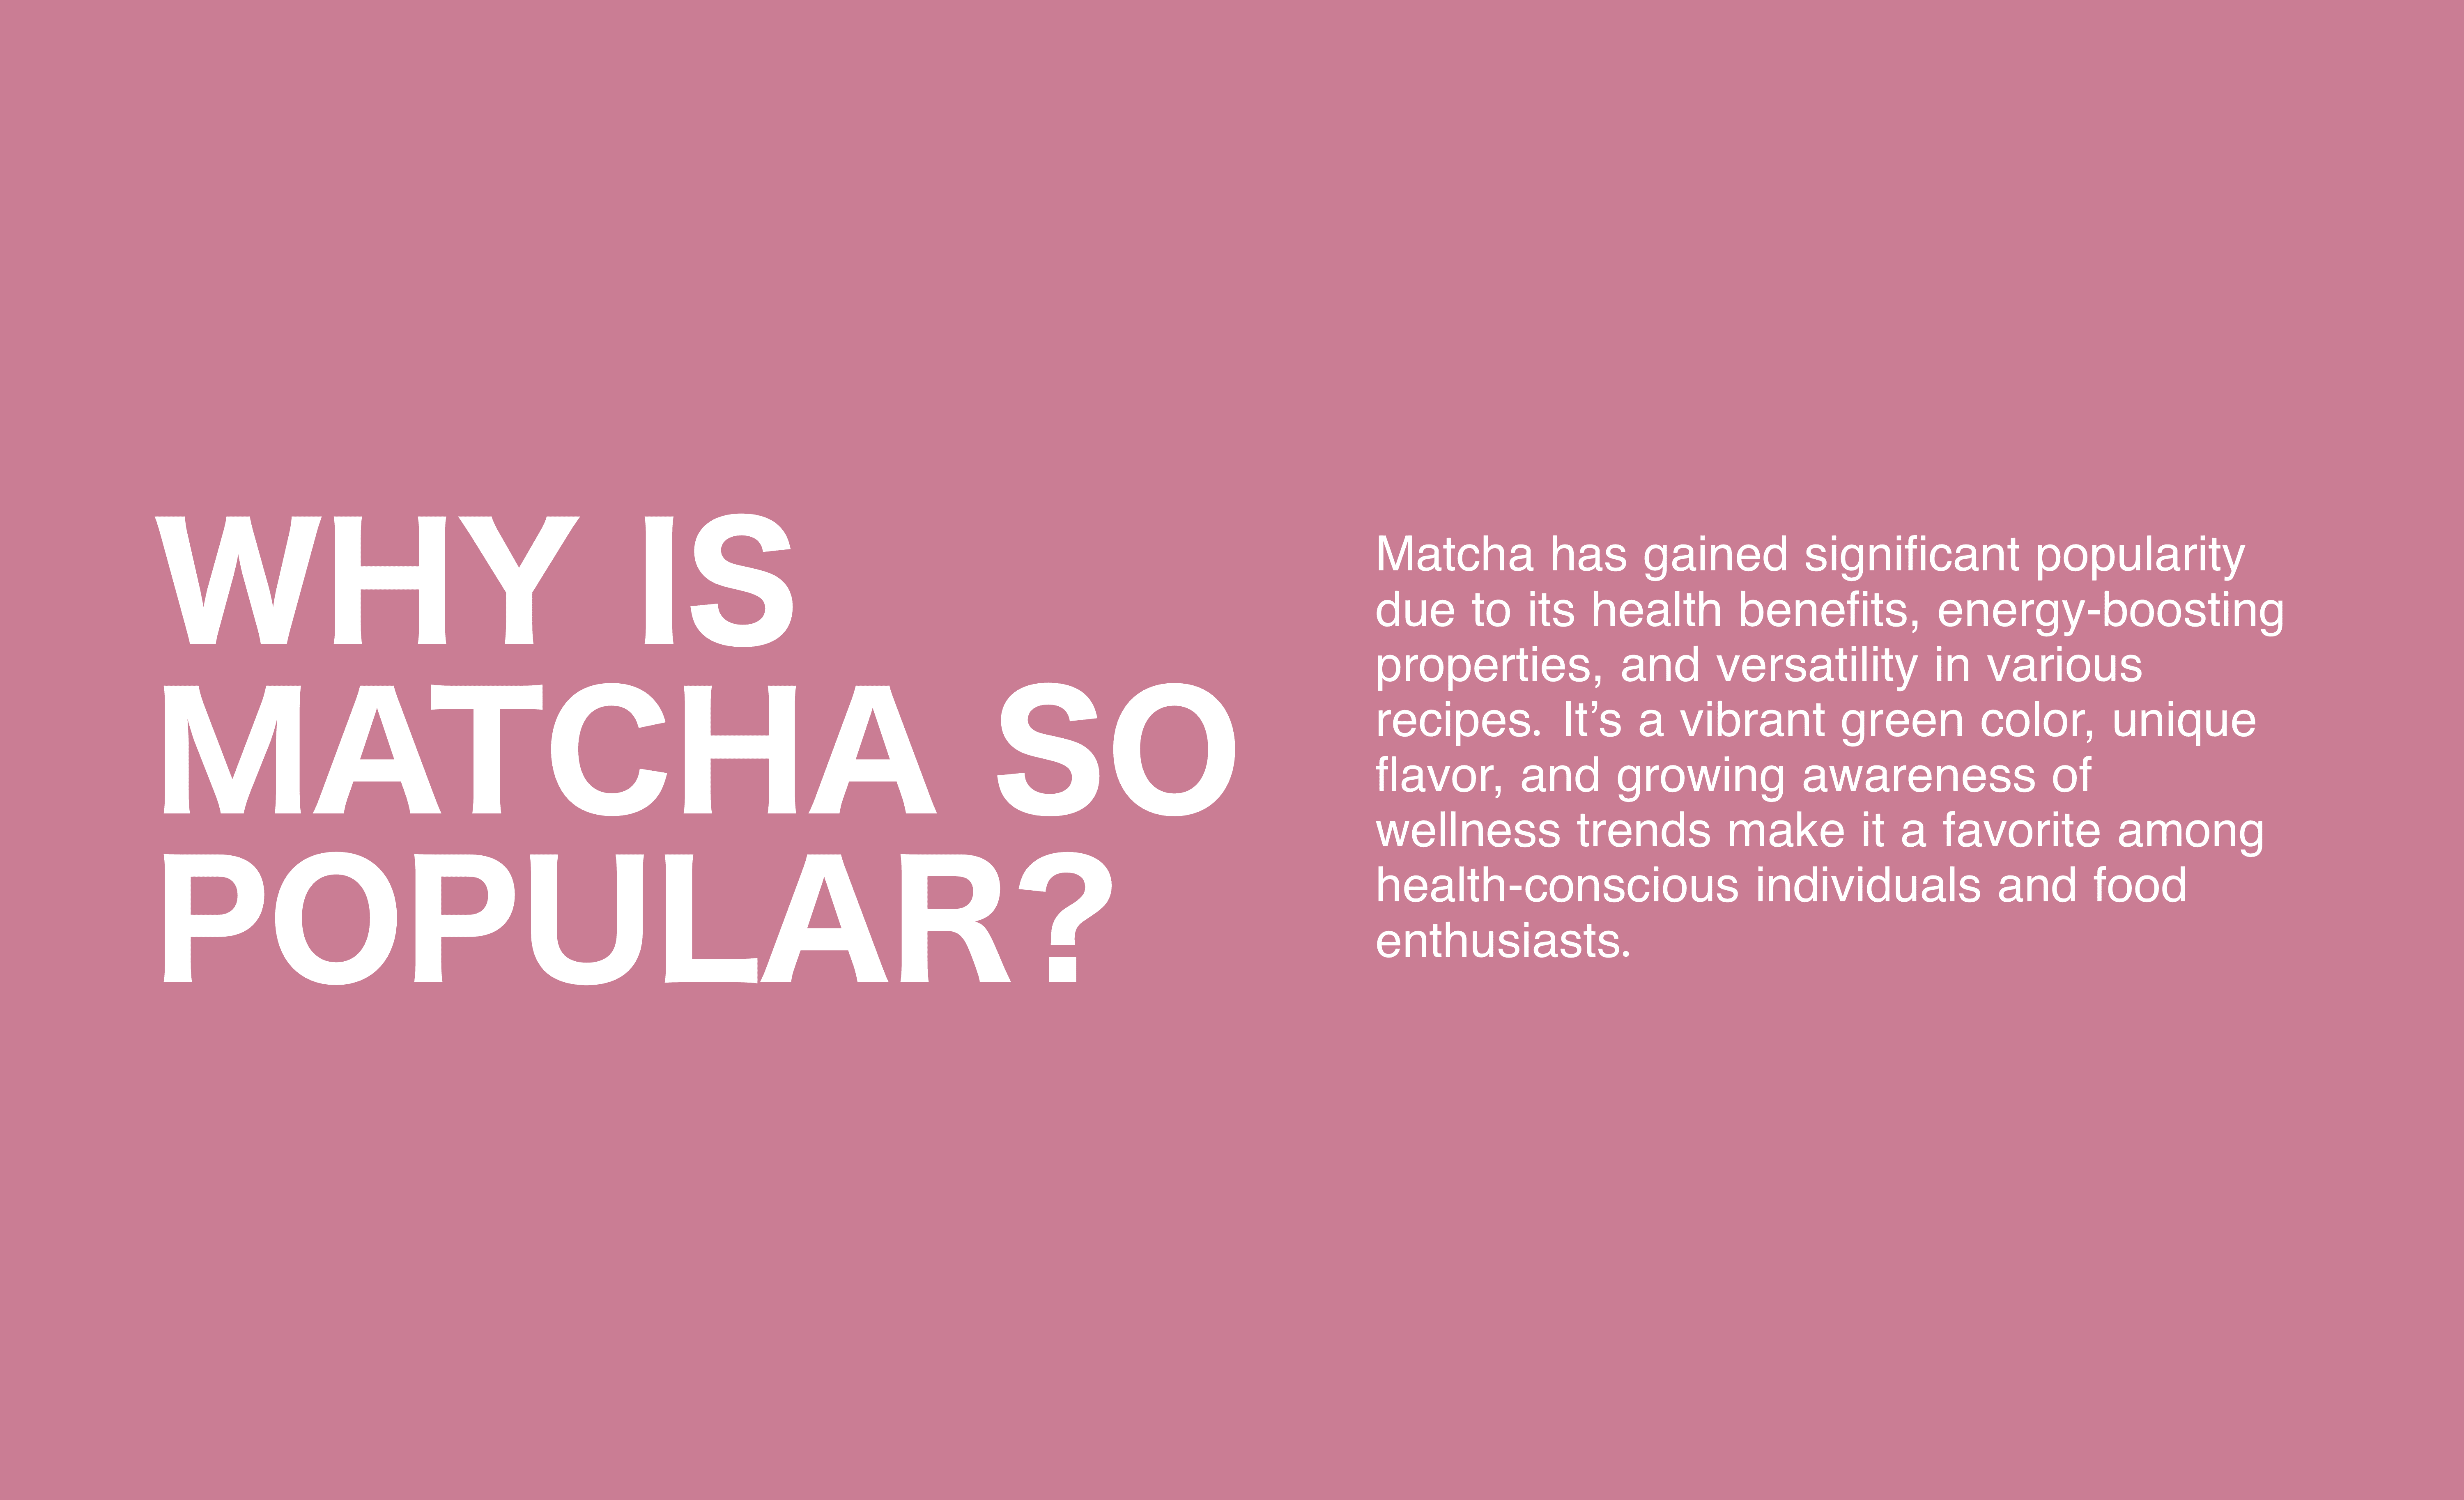 WHY IS
MATCHA SO
POPULAR?
Matcha has gained significant popularity
due to its health benefits, energy-boosting
properties, and versatility in various
recipes. It’s a vibrant green color, unique
flavor, and growing awareness of
wellness trends make it a favorite among
health-conscious individuals and food
enthusiasts.